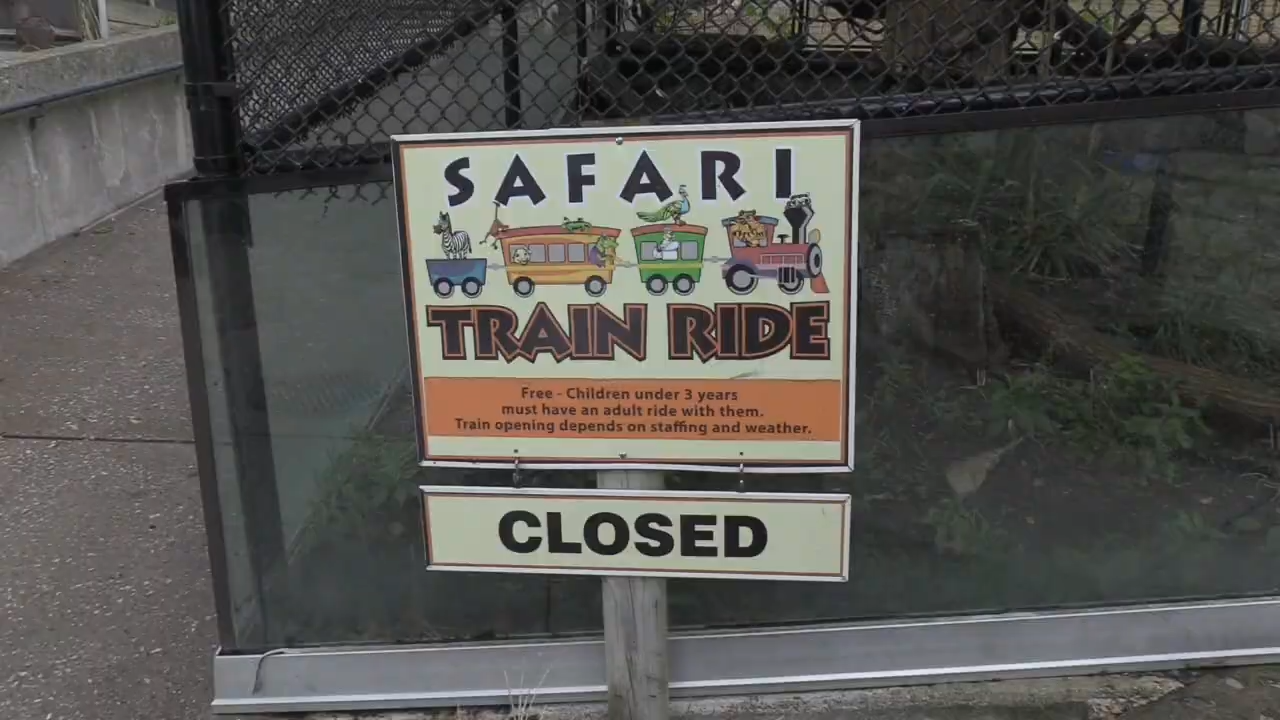 SAFARI
TRAIN RIDE
Free - Children under 3 years
must have an adult ride with them.
Train opening depends on staffing and weather.
CLOSED